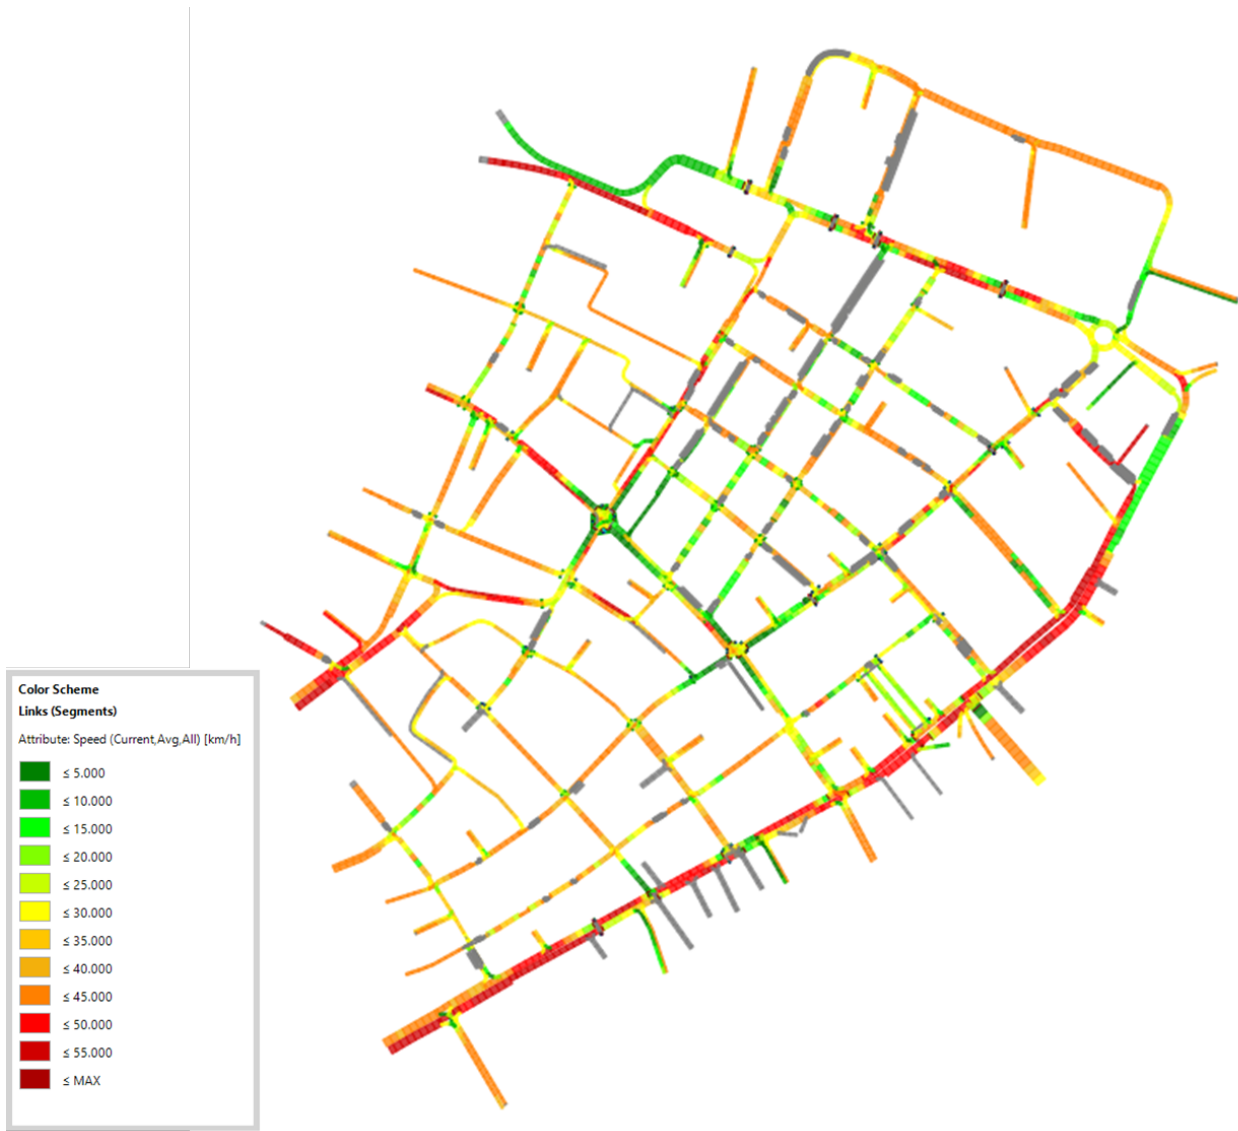 Color Scheme
Links (Segments)
Attribute: Speed (Current,Avg,All) [km/h]
≤ 5.000
≤ 10.000
≤ 15.000
≤ 20.000
≤ 25.000
≤ 30.000
≤ 35.000
≤ 40.000
≤ 45.000
≤ 50.000
≤ 55.000
≤ MAX